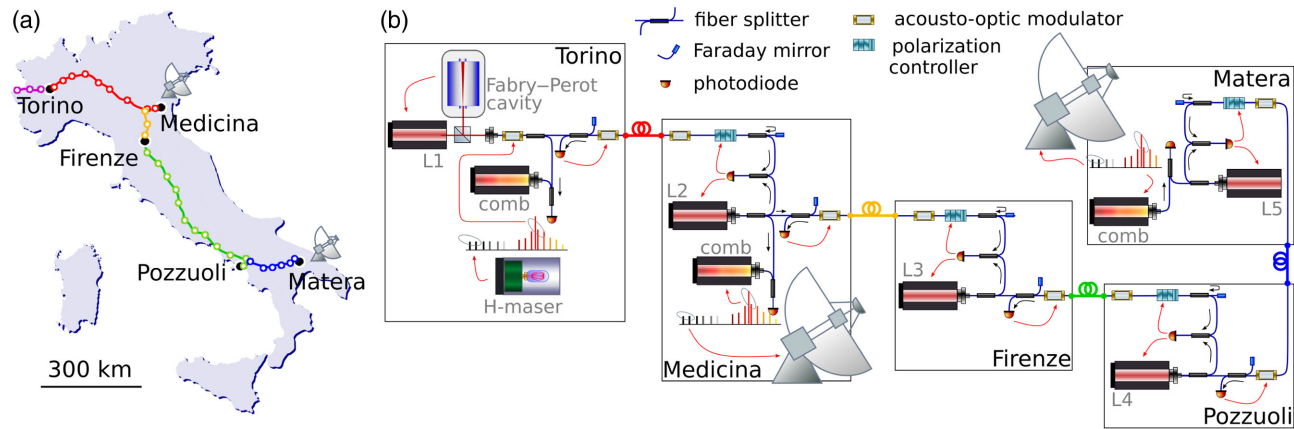 (a)
Torino
Medicina
Firenze
Pozzuoli
Matera
300 km
(b)
fiber splitter
Faraday mirror
photodiode
acousto-optic modulator
polarization
controller
Torino
Fabry–Perot
cavity
L1
comb
H-maser
L2
comb
Medicina
L3
Firenze
Matera
L5
comb
L4
Pozzuoli